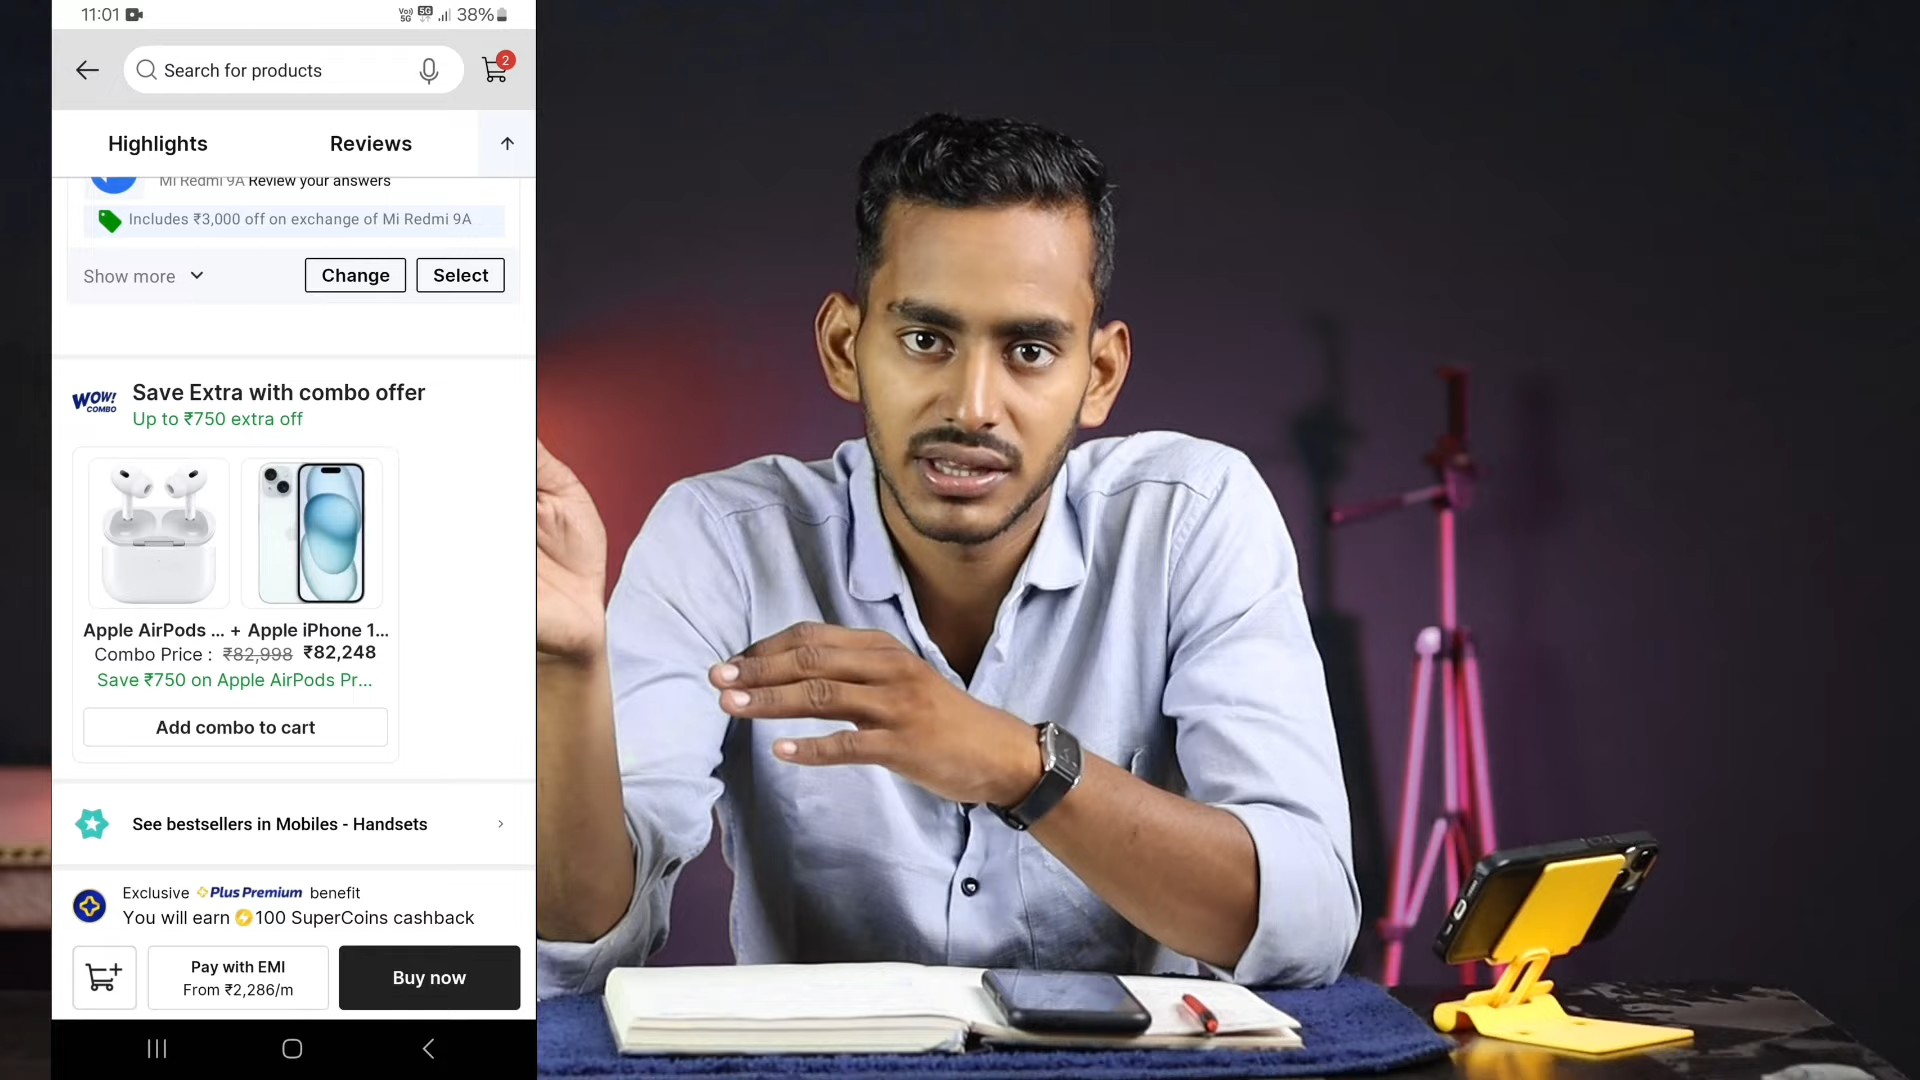 11:01
Vo)) 5G 5G 38%
Search for products
2
Highlights Reviews
Mi Redmi 9A Review your answers
Includes ₹3,000 off on exchange of Mi Redmi 9A
Show more Change Select
WOW! COMBO
Save Extra with combo offer
Up to ₹750 extra off
Apple AirPods ... + Apple iPhone 1...
Combo Price : ₹82,998 ₹82,248
Save ₹750 on Apple AirPods Pr...
Add combo to cart
See bestsellers in Mobiles - Handsets
Exclusive Plus Premium benefit
You will earn 100 SuperCoins cashback
Pay with EMI
From ₹2,286/m
Buy now